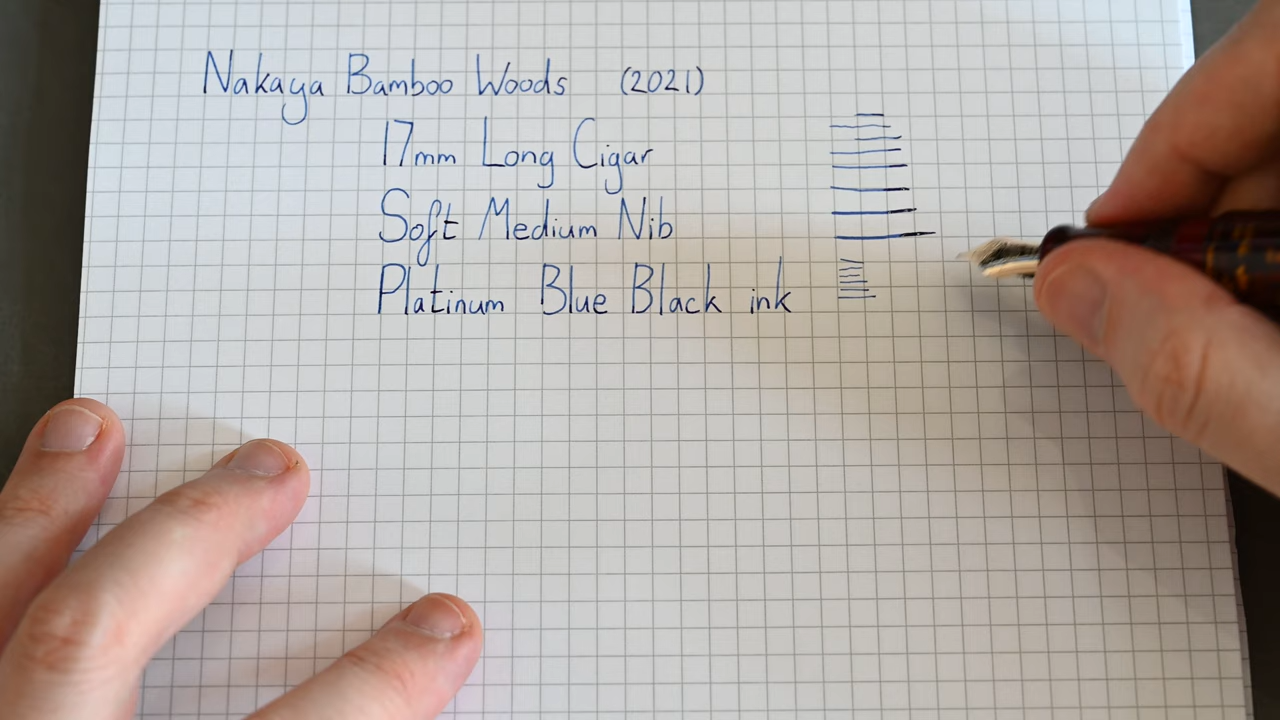 Nakaya Bamboo Woods (2021)
17mm Long Cigar
Soft Medium Nib
Platinum Blue Black ink